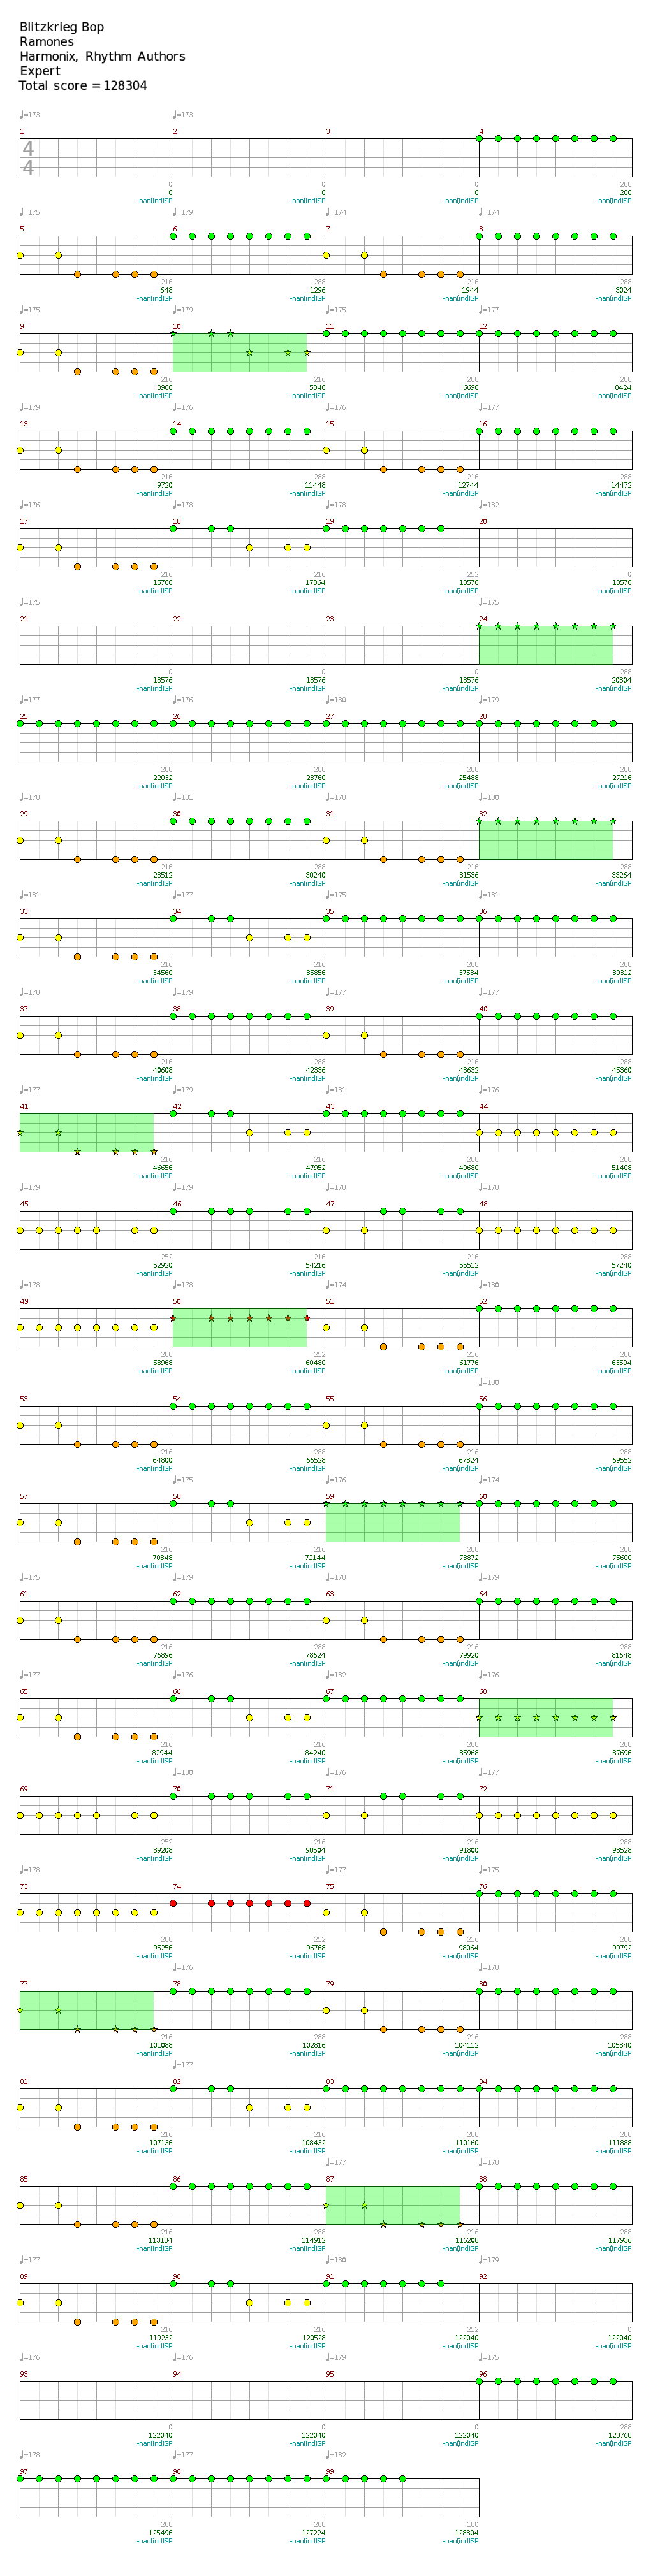 Blitzkrieg Bop
Ramones
Harmonix, Rhythm Authors
Expert
Total score = 128304
♩=173 ♩=173
1 2 3 4
4
4
0 0 0 288
0 0 0 288
-nan(ind)SP -nan(ind)SP -nan(ind)SP -nan(ind)SP
♩=175 ♩=179 ♩=174 ♩=174
5 6 7 8
216 288 216 288
648 1296 1944 3024
-nan(ind)SP -nan(ind)SP -nan(ind)SP -nan(ind)SP
♩=175 ♩=179 ♩=175 ♩=177
9 10 11 12
216 216 288 288
3960 5040 6696 8424
-nan(ind)SP -nan(ind)SP -nan(ind)SP -nan(ind)SP
♩=179 ♩=176 ♩=176 ♩=177
13 14 15 16
216 288 216 288
9720 11448 12744 14472
-nan(ind)SP -nan(ind)SP -nan(ind)SP -nan(ind)SP
♩=176 ♩=178 ♩=178 ♩=182
17 18 19 20
216 216 252 0
15768 17064 18576 18576
-nan(ind)SP -nan(ind)SP -nan(ind)SP -nan(ind)SP
♩=175 ♩=175
21 22 23 24
0 0 0 288
18576 18576 18576 20304
-nan(ind)SP -nan(ind)SP -nan(ind)SP -nan(ind)SP
♩=177 ♩=176 ♩=180 ♩=179
25 26 27 28
288 288 288 288
22032 23760 25488 27216
-nan(ind)SP -nan(ind)SP -nan(ind)SP -nan(ind)SP
♩=178 ♩=181 ♩=178 ♩=180
29 30 31 32
216 288 216 288
28512 30240 31536 33264
-nan(ind)SP -nan(ind)SP -nan(ind)SP -nan(ind)SP
♩=181 ♩=177 ♩=175 ♩=181
33 34 35 36
216 216 288 288
34560 35856 37584 39312
-nan(ind)SP -nan(ind)SP -nan(ind)SP -nan(ind)SP
♩=178 ♩=179 ♩=177 ♩=177
37 38 39 40
216 288 216 288
40608 42336 43632 45360
-nan(ind)SP -nan(ind)SP -nan(ind)SP -nan(ind)SP
♩=177 ♩=179 ♩=181 ♩=176
41 42 43 44
216 216 288 288
46656 47952 49680 51408
-nan(ind)SP -nan(ind)SP -nan(ind)SP -nan(ind)SP
♩=179 ♩=179 ♩=178 ♩=178
45 46 47 48
252 216 216 288
52920 54216 55512 57240
-nan(ind)SP -nan(ind)SP -nan(ind)SP -nan(ind)SP
♩=178 ♩=178 ♩=174 ♩=180
49 50 51 52
288 252 216 288
58968 60480 61776 63504
-nan(ind)SP -nan(ind)SP -nan(ind)SP -nan(ind)SP
♩=180
53 54 55 56
216 288 216 288
64800 66528 67824 69552
-nan(ind)SP -nan(ind)SP -nan(ind)SP -nan(ind)SP
♩=175 ♩=176 ♩=174
57 58 59 60
216 216 288 288
70848 72144 73872 75600
-nan(ind)SP -nan(ind)SP -nan(ind)SP -nan(ind)SP
♩=175 ♩=179 ♩=178 ♩=179
61 62 63 64
216 288 216 288
76896 78624 79920 81648
-nan(ind)SP -nan(ind)SP -nan(ind)SP -nan(ind)SP
♩=177 ♩=176 ♩=182 ♩=176
65 66 67 68
216 216 288 288
82944 84240 85968 87696
-nan(ind)SP -nan(ind)SP -nan(ind)SP -nan(ind)SP
♩=180 ♩=176 ♩=177
69 70 71 72
252 216 216 288
89208 90504 91800 93528
-nan(ind)SP -nan(ind)SP -nan(ind)SP -nan(ind)SP
♩=178 ♩=177 ♩=175
73 74 75 76
288 252 216 288
95256 96768 98064 99792
-nan(ind)SP -nan(ind)SP -nan(ind)SP -nan(ind)SP
♩=176 ♩=178
77 78 79 80
216 288 216 288
101088 102816 104112 105840
-nan(ind)SP -nan(ind)SP -nan(ind)SP -nan(ind)SP
♩=177
81 82 83 84
216 216 288 288
107136 108432 110160 111888
-nan(ind)SP -nan(ind)SP -nan(ind)SP -nan(ind)SP
♩=177 ♩=178
85 86 87 88
216 288 216 288
113184 114912 116208 117936
-nan(ind)SP -nan(ind)SP -nan(ind)SP -nan(ind)SP
♩=177 ♩=180 ♩=179
89 90 91 92
216 216 252 0
119232 120528 122040 122040
-nan(ind)SP -nan(ind)SP -nan(ind)SP -nan(ind)SP
♩=176 ♩=176 ♩=179 ♩=175
93 94 95 96
0 0 0 288
122040 122040 122040 123768
-nan(ind)SP -nan(ind)SP -nan(ind)SP -nan(ind)SP
♩=178 ♩=177 ♩=182
97 98 99
288 288 180
125496 127224 128304
-nan(ind)SP -nan(ind)SP -nan(ind)SP